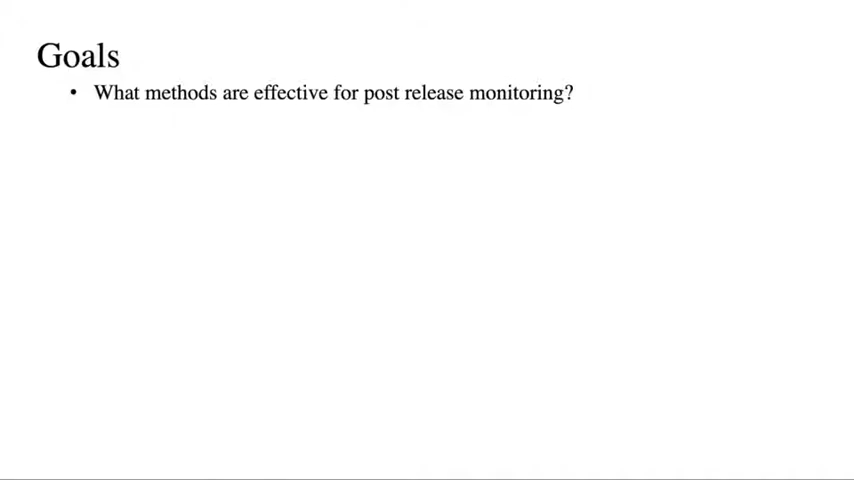 Goals
• What methods are effective for post release monitoring?